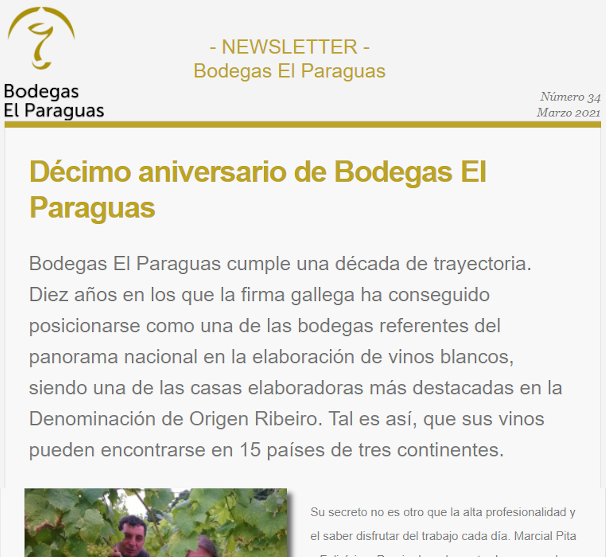 Bodegas
El Paraguas
- NEWSLETTER -
Bodegas El Paraguas
Número 34
Marzo 2021
Décimo aniversario de Bodegas El
Paraguas
Bodegas El Paraguas cumple una década de trayectoria.
Diez años en los que la firma gallega ha conseguido
posicionarse como una de las bodegas referentes del
panorama nacional en la elaboración de vinos blancos,
siendo una de las casas elaboradoras más destacadas en la
Denominación de Origen Ribeiro. Tal es así, que sus vinos
pueden encontrarse en 15 países de tres continentes.
Su secreto no es otro que la alta profesionalidad y
el saber disfrutar del trabajo cada día. Marcial Pita